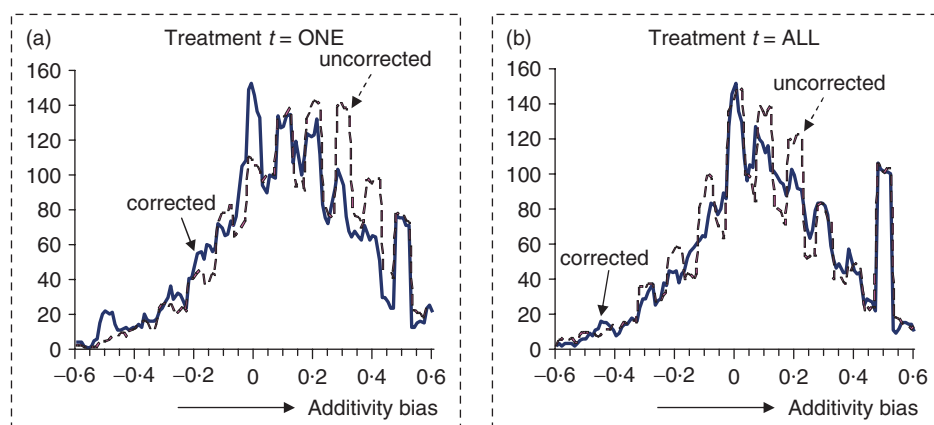 (a) Treatment t = ONE
uncorrected
corrected
160
140
120
100
80
60
40
20
0
−0·6 −0·4 −0·2 0 0·2 0·4 0·6
Additivity bias
(b) Treatment t = ALL
uncorrected
corrected
160
140
120
100
80
60
40
20
0
−0·6 −0·4 −0·2 0 0·2 0·4 0·6
Additivity bias